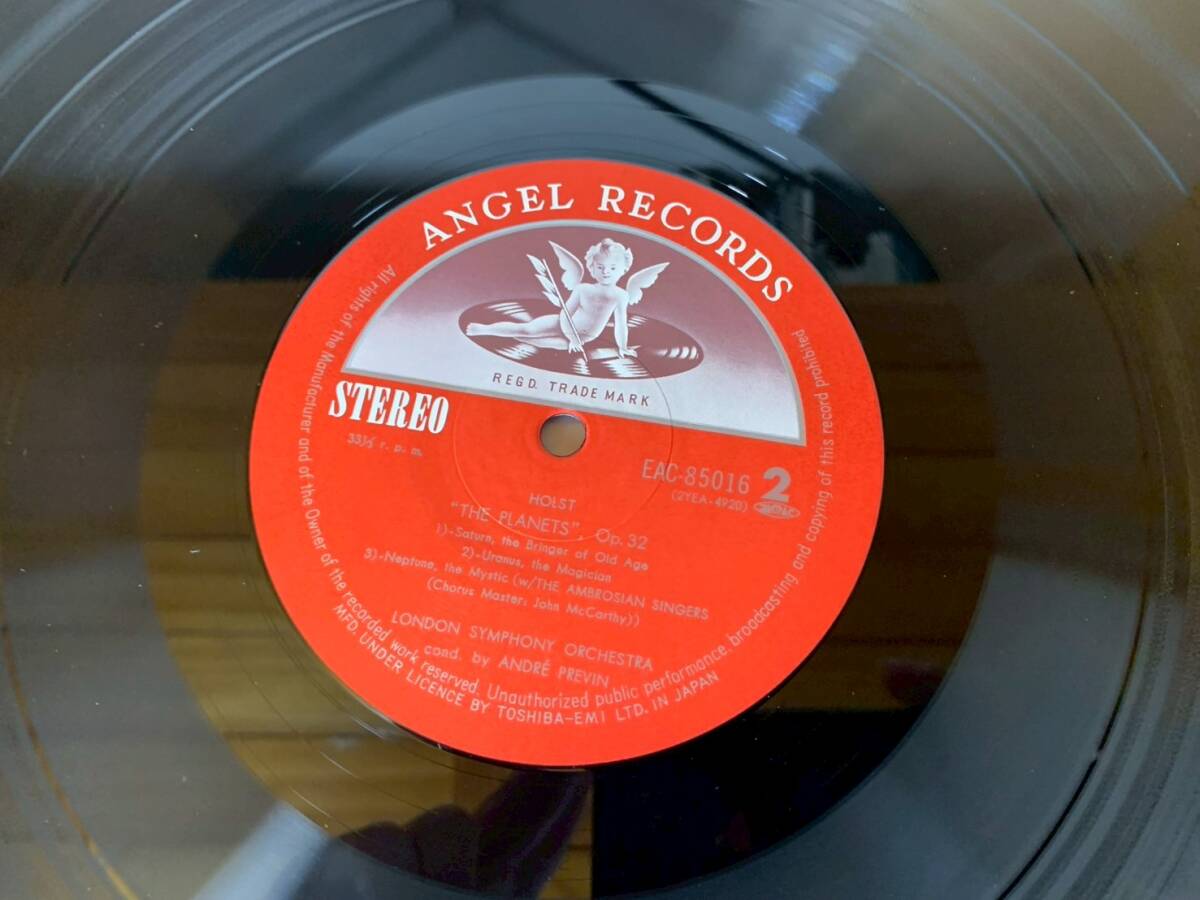 ANGEL RECORDS
REGD. TRADE MARK
STEREO
33⅓ r. p. m.
EAC-85016 2
(2YEA-4920)
HOLST
"THE PLANETS", Op. 32
1)-Saturn, the Bringer of Old Age
2)-Uranus, the Magician
3)-Neptune, the Mystic (w/THE AMBROSIAN SINGERS
(Chorus Master: John McCarthy))
LONDON SYMPHONY ORCHESTRA
cond. by ANDRÉ PREVIN
All rights of the Manufacturer and of the Owner of the recorded work reserved. Unauthorized public performance, broadcasting and copying of this record prohibited
MFD. UNDER LICENCE BY TOSHIBA-EMI LTD. IN JAPAN